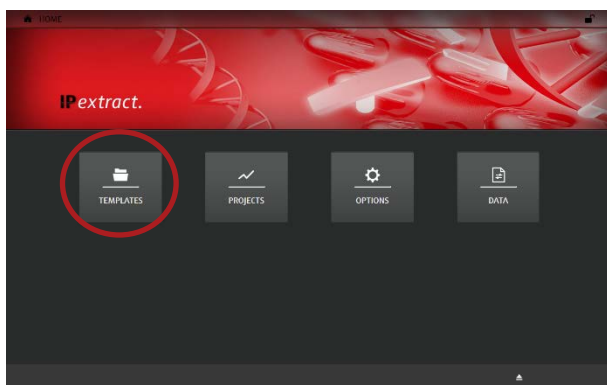 HOME
IPextract.
TEMPLATES
PROJECTS
OPTIONS
DATA